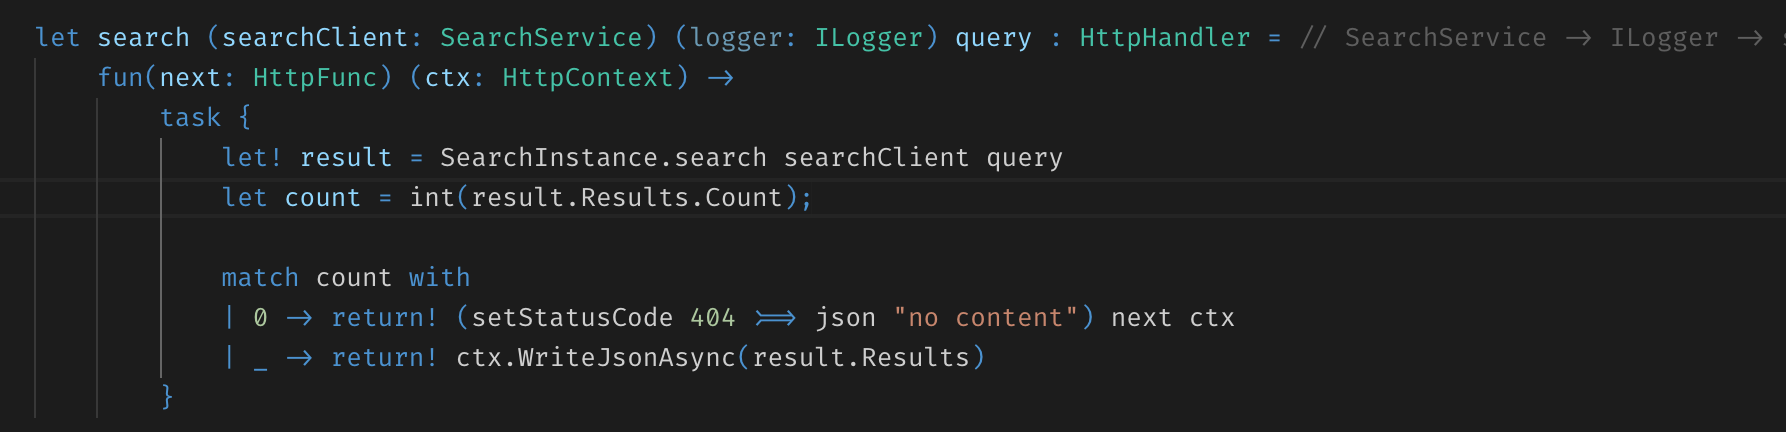 let search (searchClient: SearchService) (logger: ILogger) query : HttpHandler = // SearchService -> ILogger ->
fun(next: HttpFunc) (ctx: HttpContext) ->
task {
let! result = SearchInstance.search searchClient query
let count = int(result.Results.Count);
match count with
| 0 -> return! (setStatusCode 404 >=> json "no content") next ctx
| _ -> return! ctx.WriteJsonAsync(result.Results)
}